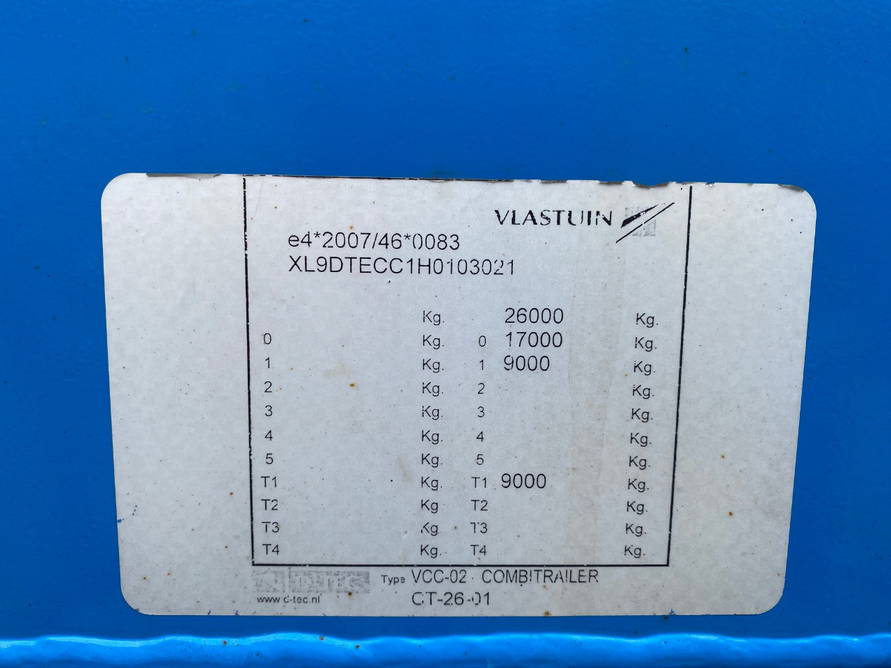 VLASTUIN
e4*2007/46*0083
XL9DTECC1H0103021
Kg. 26000 Kg.
0 Kg. 0 17000 Kg.
1 Kg. 1 9000 Kg.
2 Kg. 2 Kg.
3 Kg. 3 Kg.
4 Kg. 4 Kg.
5 Kg. 5 Kg.
T1 Kg. T1 9000 Kg.
T2 Kg T2 Kg.
T3 Kg T3 Kg.
T4 Kg. T4 Kg.
D-TEC Type VCC-02 COMBITRAILER
www.d-tec.nl CT-26-01